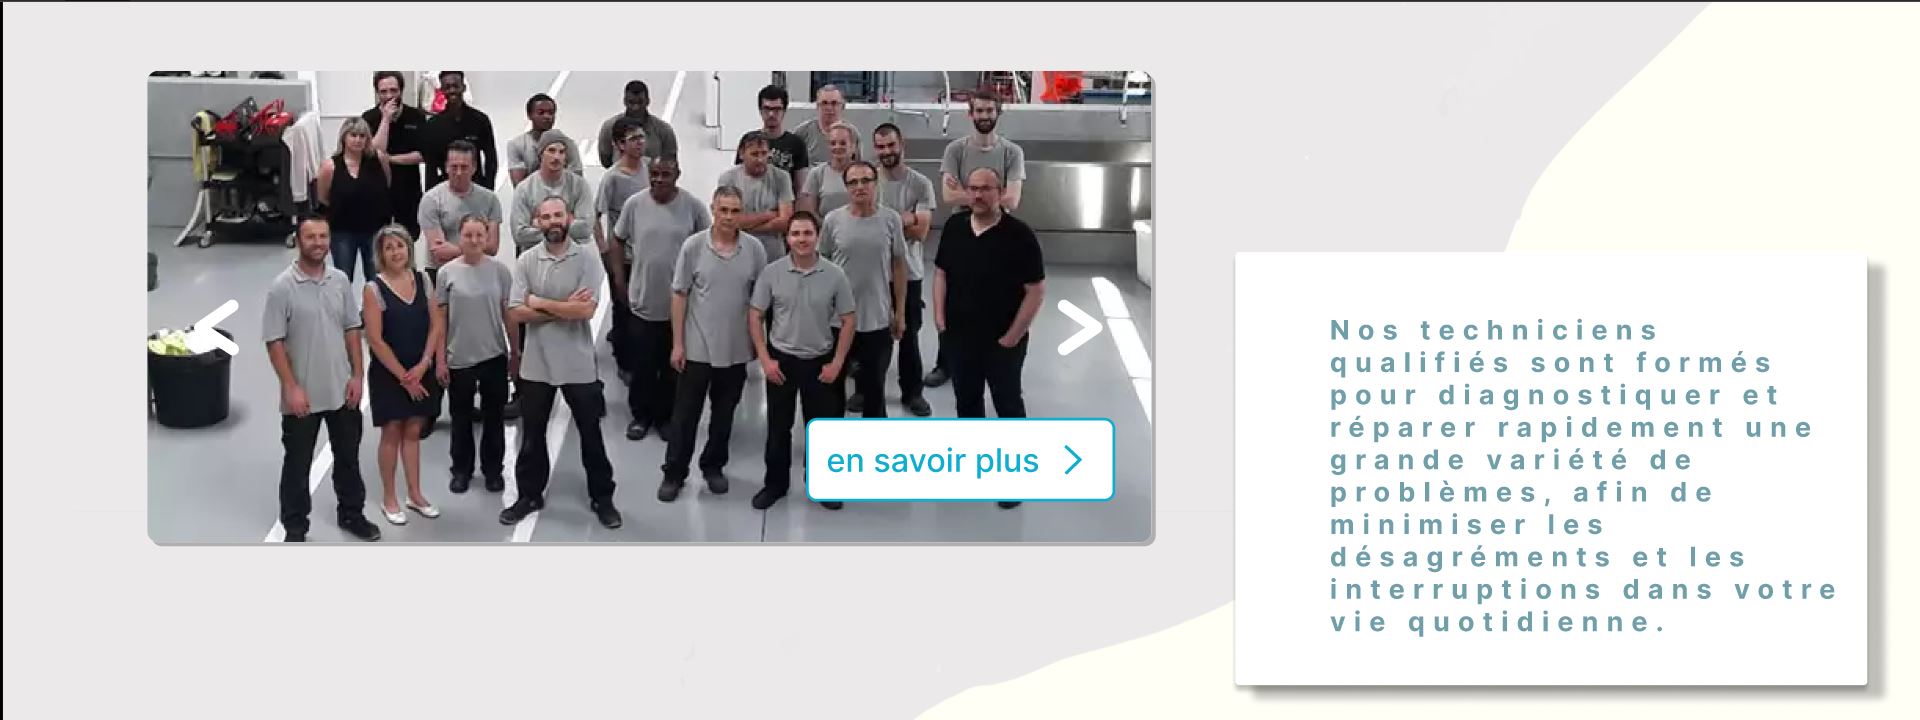 en savoir plus
Nos techniciens
qualifiés sont formés
pour diagnostiquer et
réparer rapidement une
grande variété de
problèmes, afin de
minimiser les
désagréments et les
interruptions dans votre
vie quotidienne.